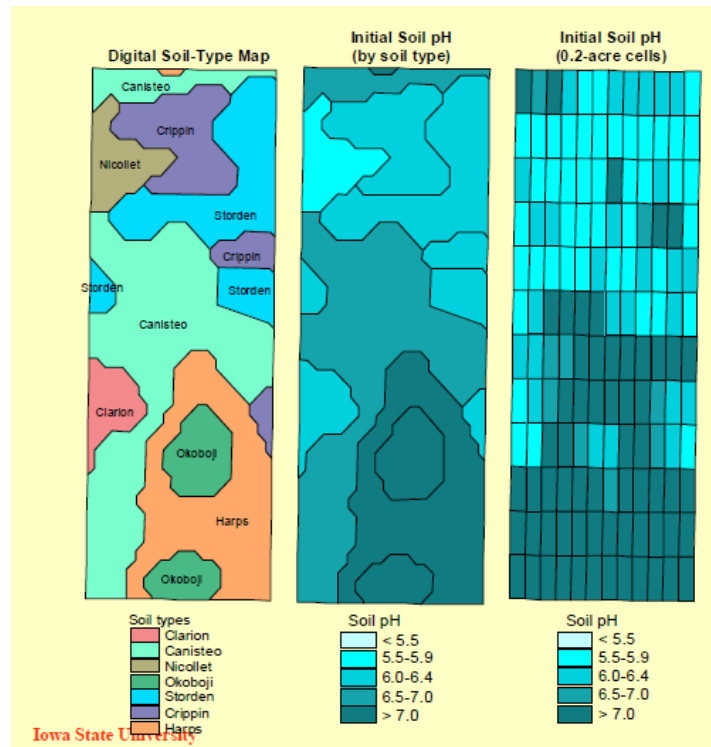 Digital Soil-Type Map
Initial Soil pH
(by soil type)
Initial Soil pH
(0.2-acre cells)
Canisteo
Crippin
Nicollet
Storden
Crippin
Storden
Storden
Canisteo
Clarion
Okoboji
Harps
Okoboji
Soil types
Clarion
Canisteo
Nicollet
Okoboji
Storden
Crippin
Harps
Soil pH
< 5.5
5.5-5.9
6.0-6.4
6.5-7.0
> 7.0
Soil pH
< 5.5
5.5-5.9
6.0-6.4
6.5-7.0
> 7.0
Iowa State University